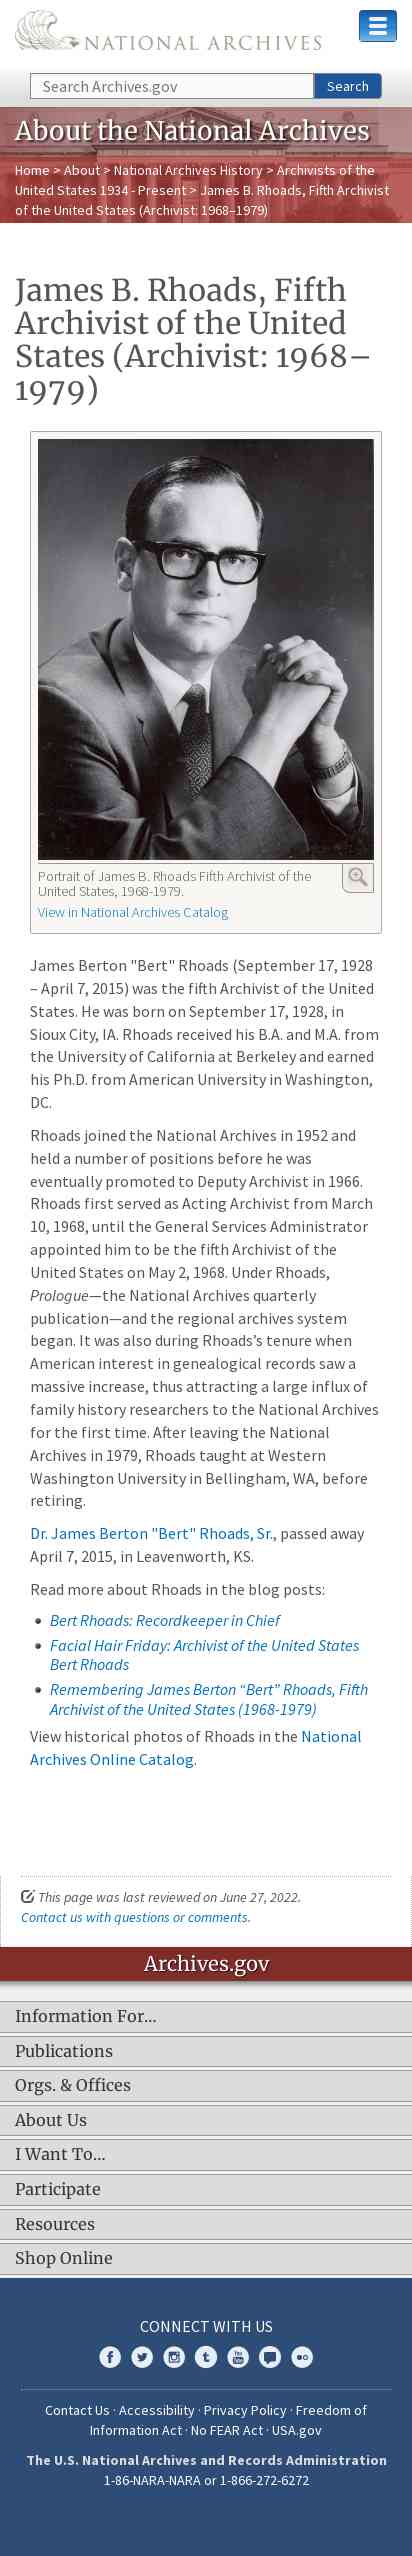 NATIONAL ARCHIVES
Search Archives.gov
Search
About the National Archives
Home > About > National Archives History > Archivists of the
United States 1934 - Present > James B. Rhoads, Fifth Archivist
of the United States (Archivist: 1968–1979)
James B. Rhoads, Fifth
Archivist of the United
States (Archivist: 1968–
1979)
Portrait of James B. Rhoads Fifth Archivist of the
United States, 1968-1979.
View in National Archives Catalog
James Berton "Bert" Rhoads (September 17, 1928
– April 7, 2015) was the fifth Archivist of the United
States. He was born on September 17, 1928, in
Sioux City, IA. Rhoads received his B.A. and M.A. from
the University of California at Berkeley and earned
his Ph.D. from American University in Washington,
DC.
Rhoads joined the National Archives in 1952 and
held a number of positions before he was
eventually promoted to Deputy Archivist in 1966.
Rhoads first served as Acting Archivist from March
10, 1968, until the General Services Administrator
appointed him to be the fifth Archivist of the
United States on May 2, 1968. Under Rhoads,
Prologue—the National Archives quarterly
publication—and the regional archives system
began. It was also during Rhoads’s tenure when
American interest in genealogical records saw a
massive increase, thus attracting a large influx of
family history researchers to the National Archives
for the first time. After leaving the National
Archives in 1979, Rhoads taught at Western
Washington University in Bellingham, WA, before
retiring.
Dr. James Berton "Bert" Rhoads, Sr., passed away
April 7, 2015, in Leavenworth, KS.
Read more about Rhoads in the blog posts:
Bert Rhoads: Recordkeeper in Chief
Facial Hair Friday: Archivist of the United States
Bert Rhoads
Remembering James Berton “Bert” Rhoads, Fifth
Archivist of the United States (1968-1979)
View historical photos of Rhoads in the National
Archives Online Catalog.
This page was last reviewed on June 27, 2022.
Contact us with questions or comments.
Archives.gov
Information For…
Publications
Orgs. & Offices
About Us
I Want To…
Participate
Resources
Shop Online
CONNECT WITH US
Contact Us · Accessibility · Privacy Policy · Freedom of
Information Act · No FEAR Act · USA.gov
The U.S. National Archives and Records Administration
1-86-NARA-NARA or 1-866-272-6272